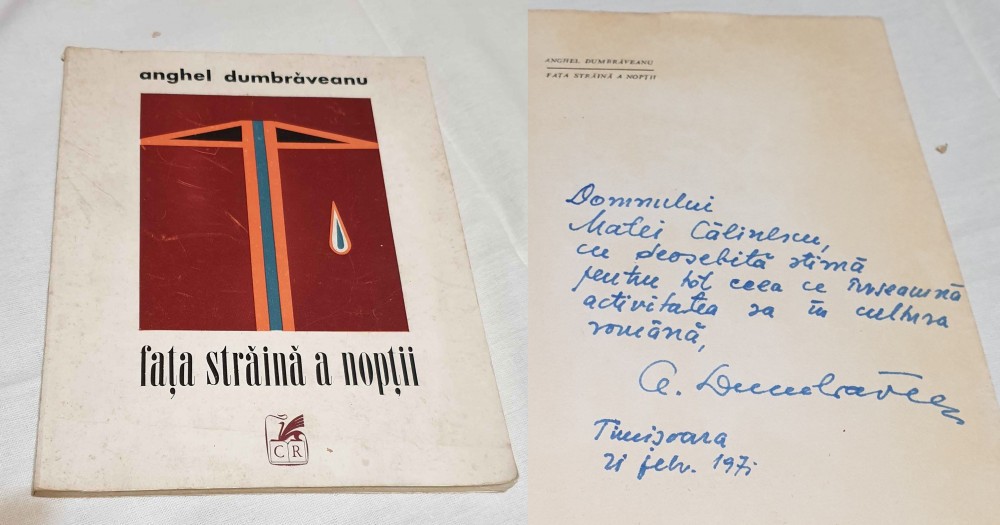 anghel dumbrăveanu
fața străină a nopții
C R
ANGHEL DUMBRĂVEANU
FAȚA STRĂINĂ A NOPȚII
Domnului
Matei Călinescu,
cu deosebită stimă
pentru tot ceea ce înseamnă
activitatea sa în cultura
română,
A. Dumbrăveanu
Timișoara
21 febr. 1971